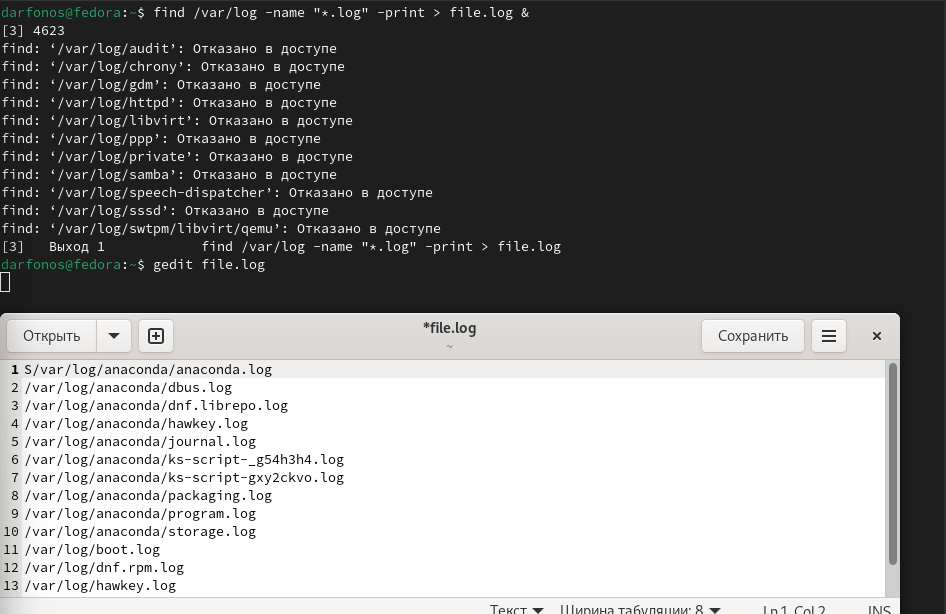 darfonos@fedora:~$ find /var/log -name "*.log" -print > file.log &
[3] 4623
find: ‘/var/log/audit’: Отказано в доступе
find: ‘/var/log/chrony’: Отказано в доступе
find: ‘/var/log/gdm’: Отказано в доступе
find: ‘/var/log/httpd’: Отказано в доступе
find: ‘/var/log/libvirt’: Отказано в доступе
find: ‘/var/log/ppp’: Отказано в доступе
find: ‘/var/log/private’: Отказано в доступе
find: ‘/var/log/samba’: Отказано в доступе
find: ‘/var/log/speech-dispatcher’: Отказано в доступе
find: ‘/var/log/sssd’: Отказано в доступе
find: ‘/var/log/swtpm/libvirt/qemu’: Отказано в доступе
[3]   Выход 1            find /var/log -name "*.log" -print > file.log
darfonos@fedora:~$ gedit file.log
Открыть *file.log Сохранить
~
1 S/var/log/anaconda/anaconda.log
2 /var/log/anaconda/dbus.log
3 /var/log/anaconda/dnf.librepo.log
4 /var/log/anaconda/hawkey.log
5 /var/log/anaconda/journal.log
6 /var/log/anaconda/ks-script-_g54h3h4.log
7 /var/log/anaconda/ks-script-gxy2ckvo.log
8 /var/log/anaconda/packaging.log
9 /var/log/anaconda/program.log
10 /var/log/anaconda/storage.log
11 /var/log/boot.log
12 /var/log/dnf.rpm.log
13 /var/log/hawkey.log
Текст Ширина табуляции: 8 Ln 1, Col 2 INS